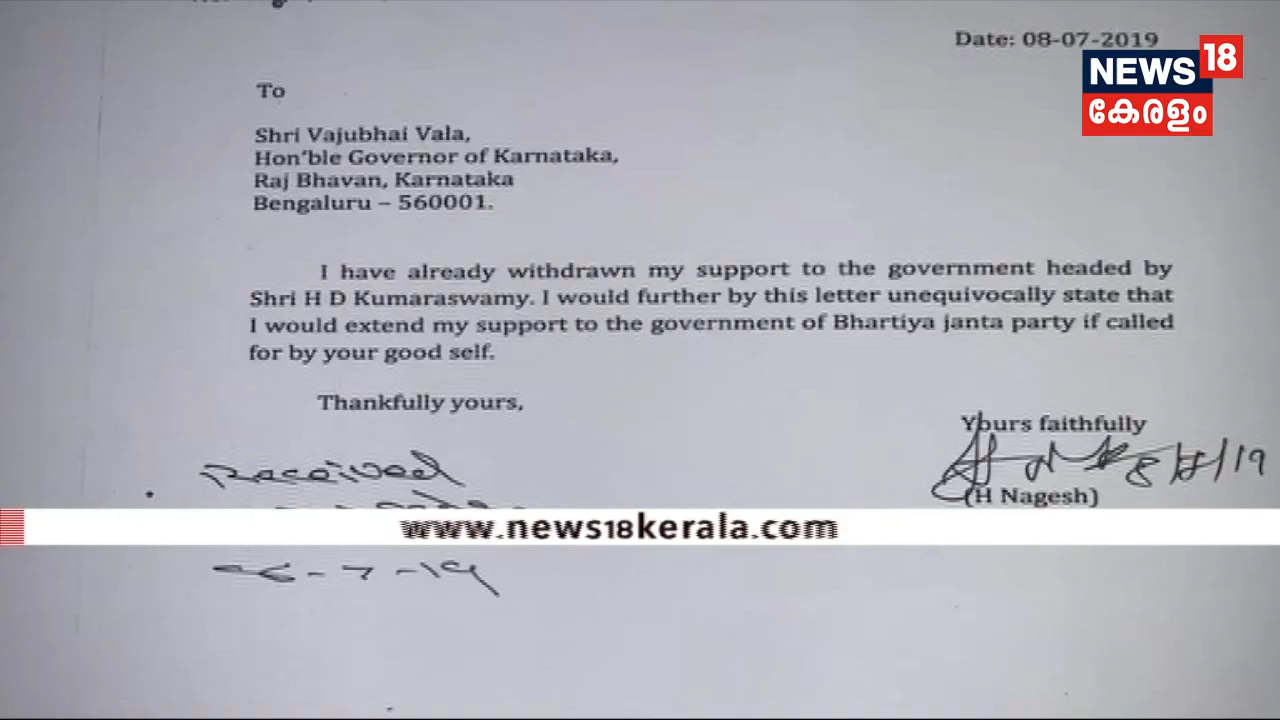 Date: 08-07-2019
NEWS 18
കേരളം
To
Shri Vajubhai Vala,
Hon'ble Governor of Karnataka,
Raj Bhavan, Karnataka
Bengaluru – 560001.
I have already withdrawn my support to the government headed by
Shri H D Kumaraswamy. I would further by this letter unequivocally state that
I would extend my support to the government of Bhartiya janta party if called
for by your good self.
Thankfully yours,
Yours faithfully
(H Nagesh)
Received
www.news18kerala.com